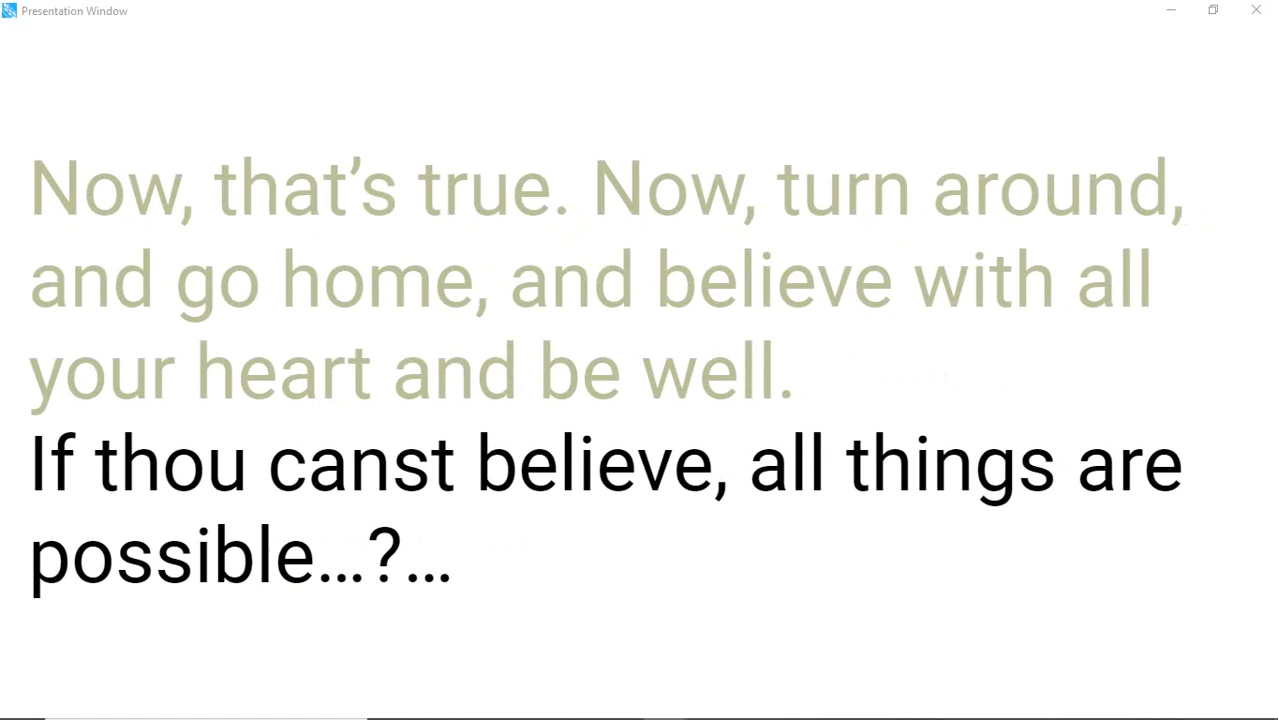 Presentation Window
Now, that’s true. Now, turn around,
and go home, and believe with all
your heart and be well.
If thou canst believe, all things are
possible…?…